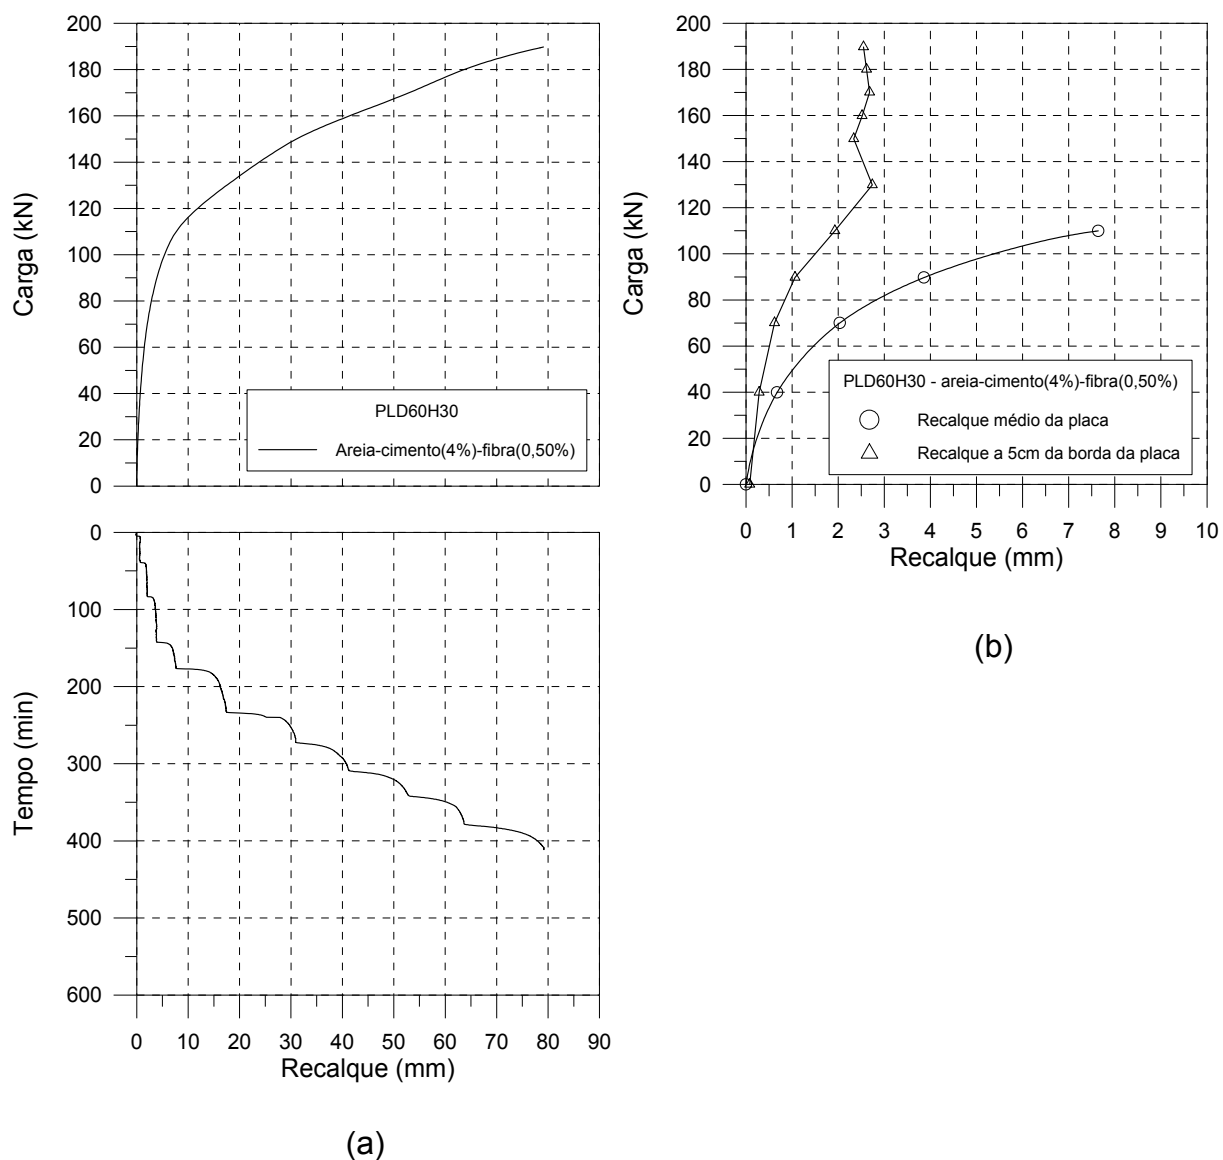 200
180
160
140
120
100
80
60
40
20
0
Carga (kN)
PLD60H30
Areia-cimento(4%)-fibra(0,50%)
0
100
200
300
400
500
600
Tempo (min)
0 10 20 30 40 50 60 70 80 90
Recalque (mm)
(a)
200
180
160
140
120
100
80
60
40
20
0
Carga (kN)
PLD60H30 - areia-cimento(4%)-fibra(0,50%)
Recalque médio da placa
Recalque a 5cm da borda da placa
0 1 2 3 4 5 6 7 8 9 10
Recalque (mm)
(b)